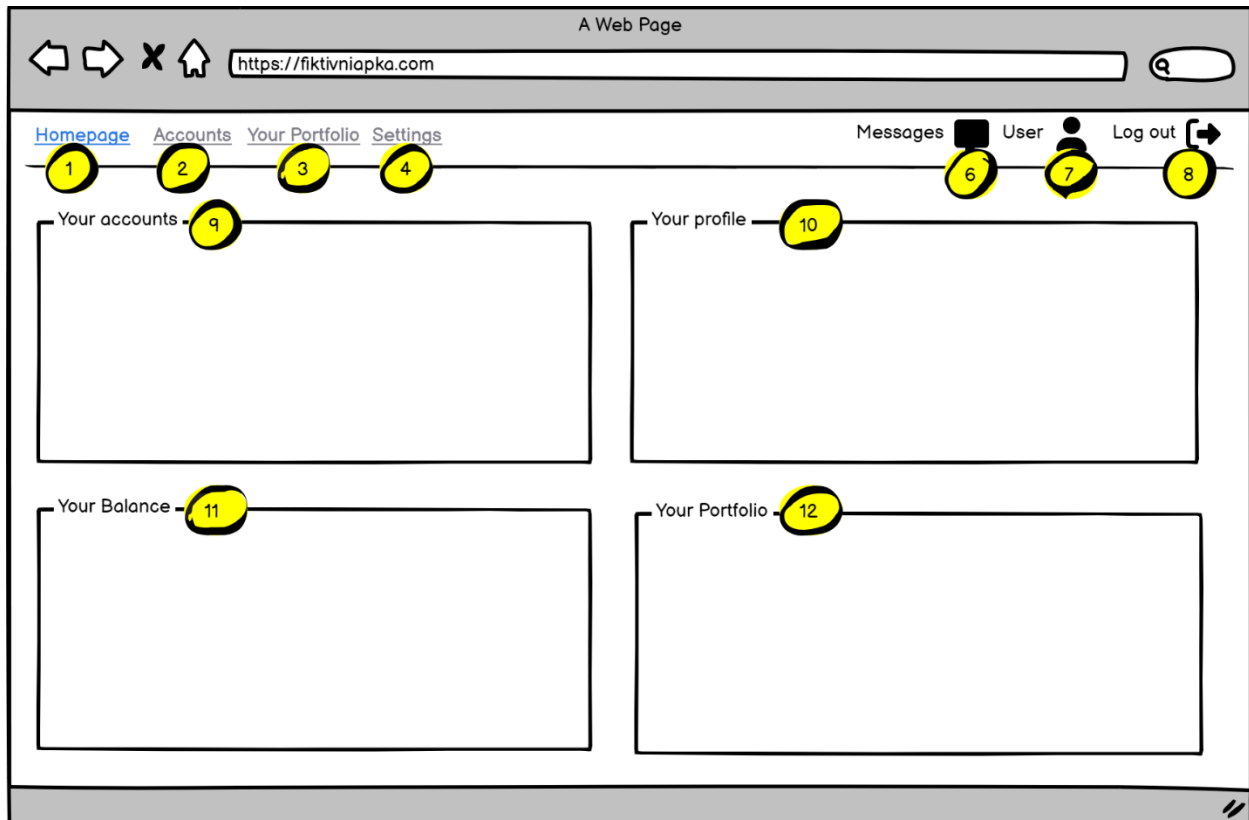 A Web Page
https://fiktivniapka.com
Homepage Accounts Your Portfolio Settings Messages User Log out
1 2 3 4 6 7 8
Your accounts 9 Your profile 10
Your Balance 11 Your Portfolio 12